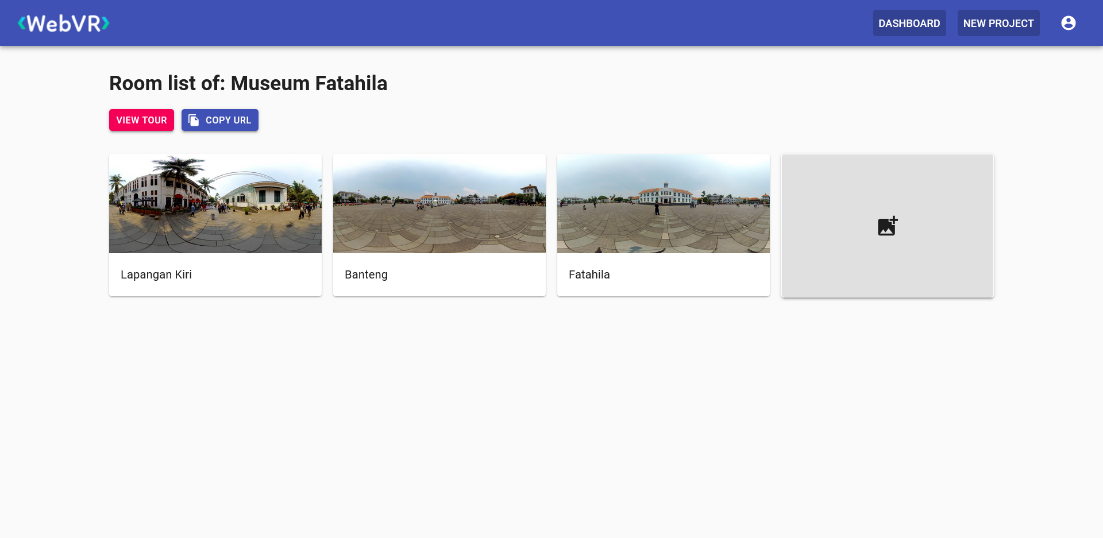 <WebVR>
DASHBOARD
NEW PROJECT
Room list of: Museum Fatahila
VIEW TOUR
COPY URL
Lapangan Kiri
Banteng
Fatahila